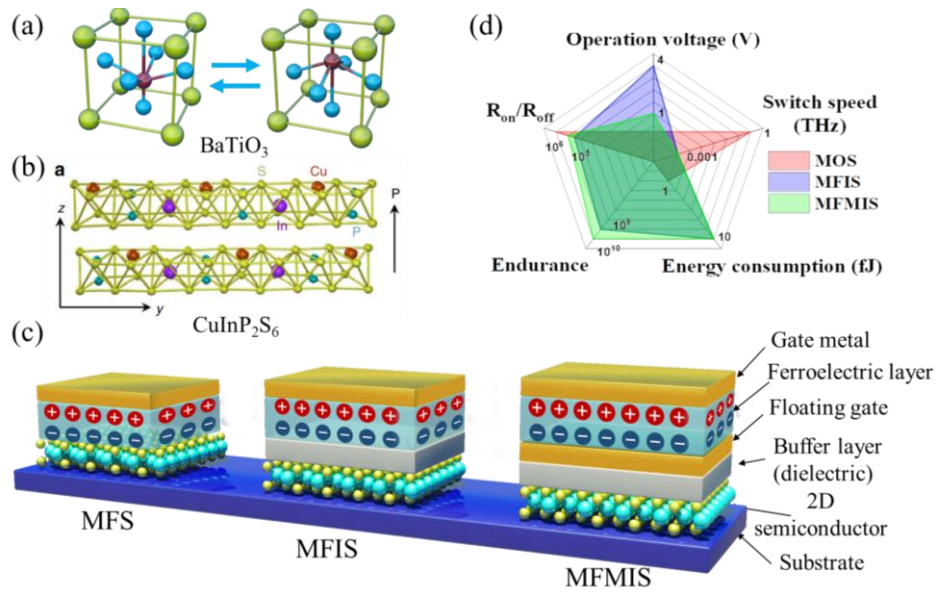 (a)
BaTiO3
(b)
a
S
Cu
P
z
In
P
y
CuInP2S6
(d)
Operation voltage (V)
4
Switch speed
(THz)
Ron/Roff
1
1
10^6
10^5
0.001
MOS
MFIS
MFMIS
1
10^9
10
10^10
Endurance
Energy consumption (fJ)
(c)
Gate metal
Ferroelectric layer
Floating gate
Buffer layer
(dielectric)
2D
semiconductor
Substrate
MFS
MFIS
MFMIS